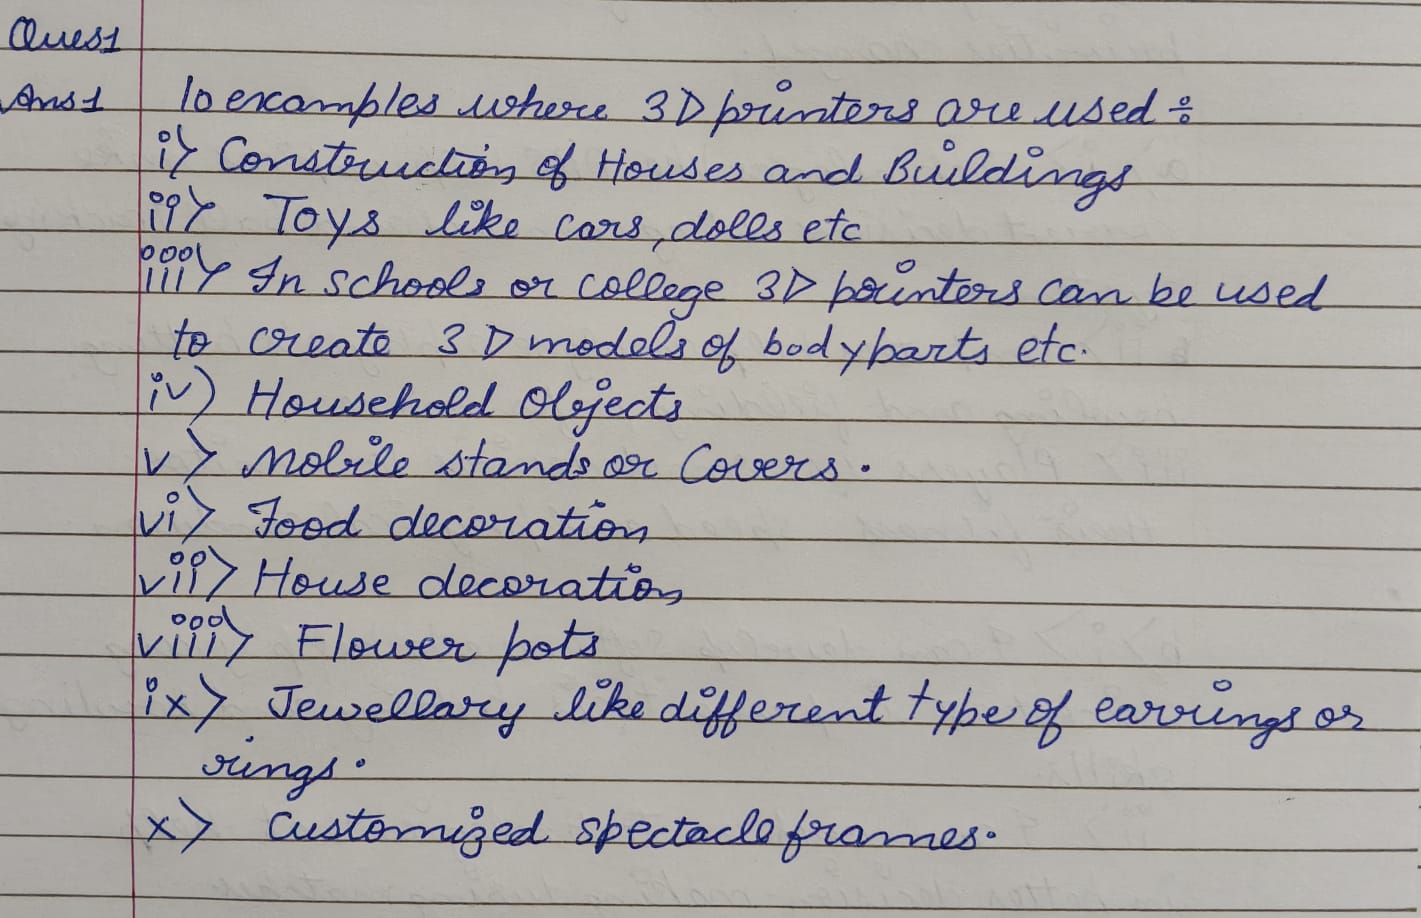 Ques1
Ans1 10 examples where 3D printers are used :
i> Construction of Houses and Buildings
ii> Toys like cars, dolls etc
iii> In schools or college 3D printers can be used
to create 3D models of body parts etc.
iv) Household Objects
v> Mobile stands or Covers.
vi> Food decoration
vii> House decoration
viii> Flower pots
ix> Jewellary like different type of earrings or
rings.
x> Customized spectacle frames.